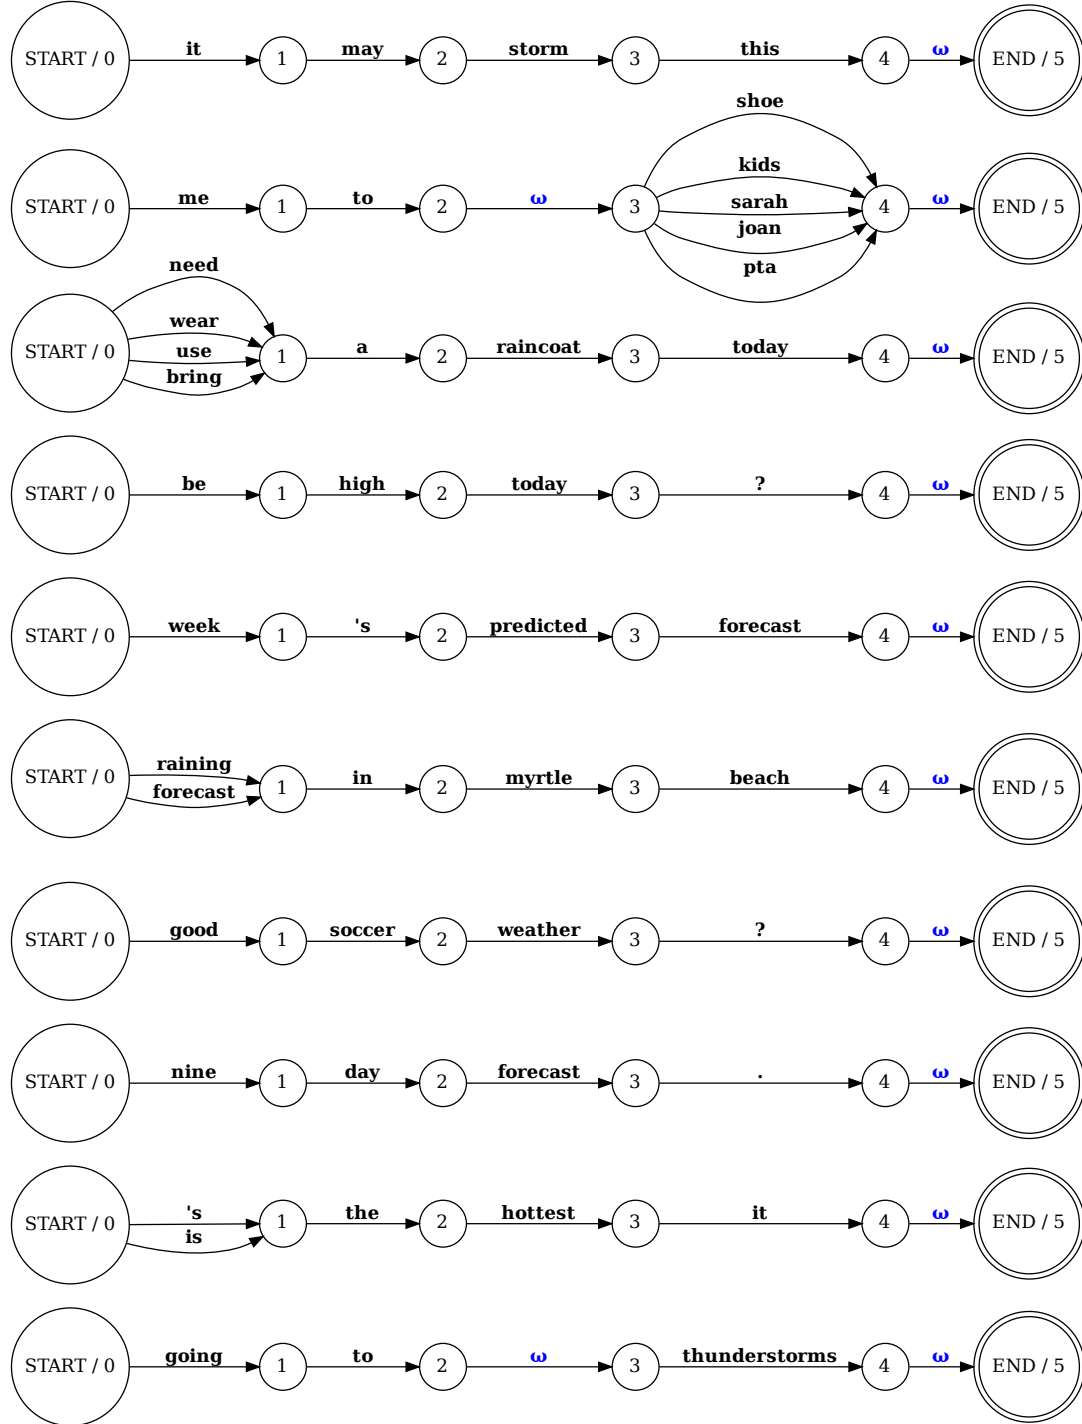 START / 0 it 1 may 2 storm 3 this 4 ω END / 5
shoe
kids
START / 0 me 1 to 2 ω 3 sarah 4 ω END / 5
joan
pta
need
wear
START / 0 use 1 a 2 raincoat 3 today 4 ω END / 5
bring
START / 0 be 1 high 2 today 3 ? 4 ω END / 5
START / 0 week 1 's 2 predicted 3 forecast 4 ω END / 5
raining
START / 0 forecast 1 in 2 myrtle 3 beach 4 ω END / 5
START / 0 good 1 soccer 2 weather 3 ? 4 ω END / 5
START / 0 nine 1 day 2 forecast 3 . 4 ω END / 5
START / 0 's 1 the 2 hottest 3 it 4 ω END / 5
is
START / 0 going 1 to 2 ω 3 thunderstorms 4 ω END / 5